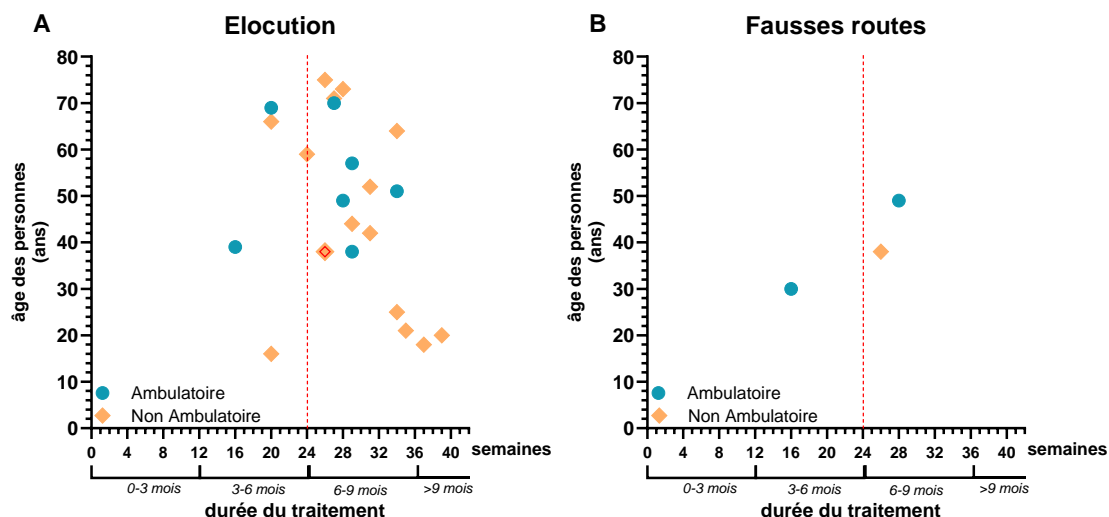 A
Elocution
80
70
60
50
40
30
20
10
0
âge des personnes
(ans)
Ambulatoire
Non Ambulatoire
0 4 8 12 16 20 24 28 32 36 40 semaines
0-3 mois 3-6 mois 6-9 mois >9 mois
durée du traitement
B
Fausses routes
80
70
60
50
40
30
20
10
0
âge des personnes
(ans)
Ambulatoire
Non Ambulatoire
0 4 8 12 16 20 24 28 32 36 40 semaines
0-3 mois 3-6 mois 6-9 mois >9 mois
durée du traitement